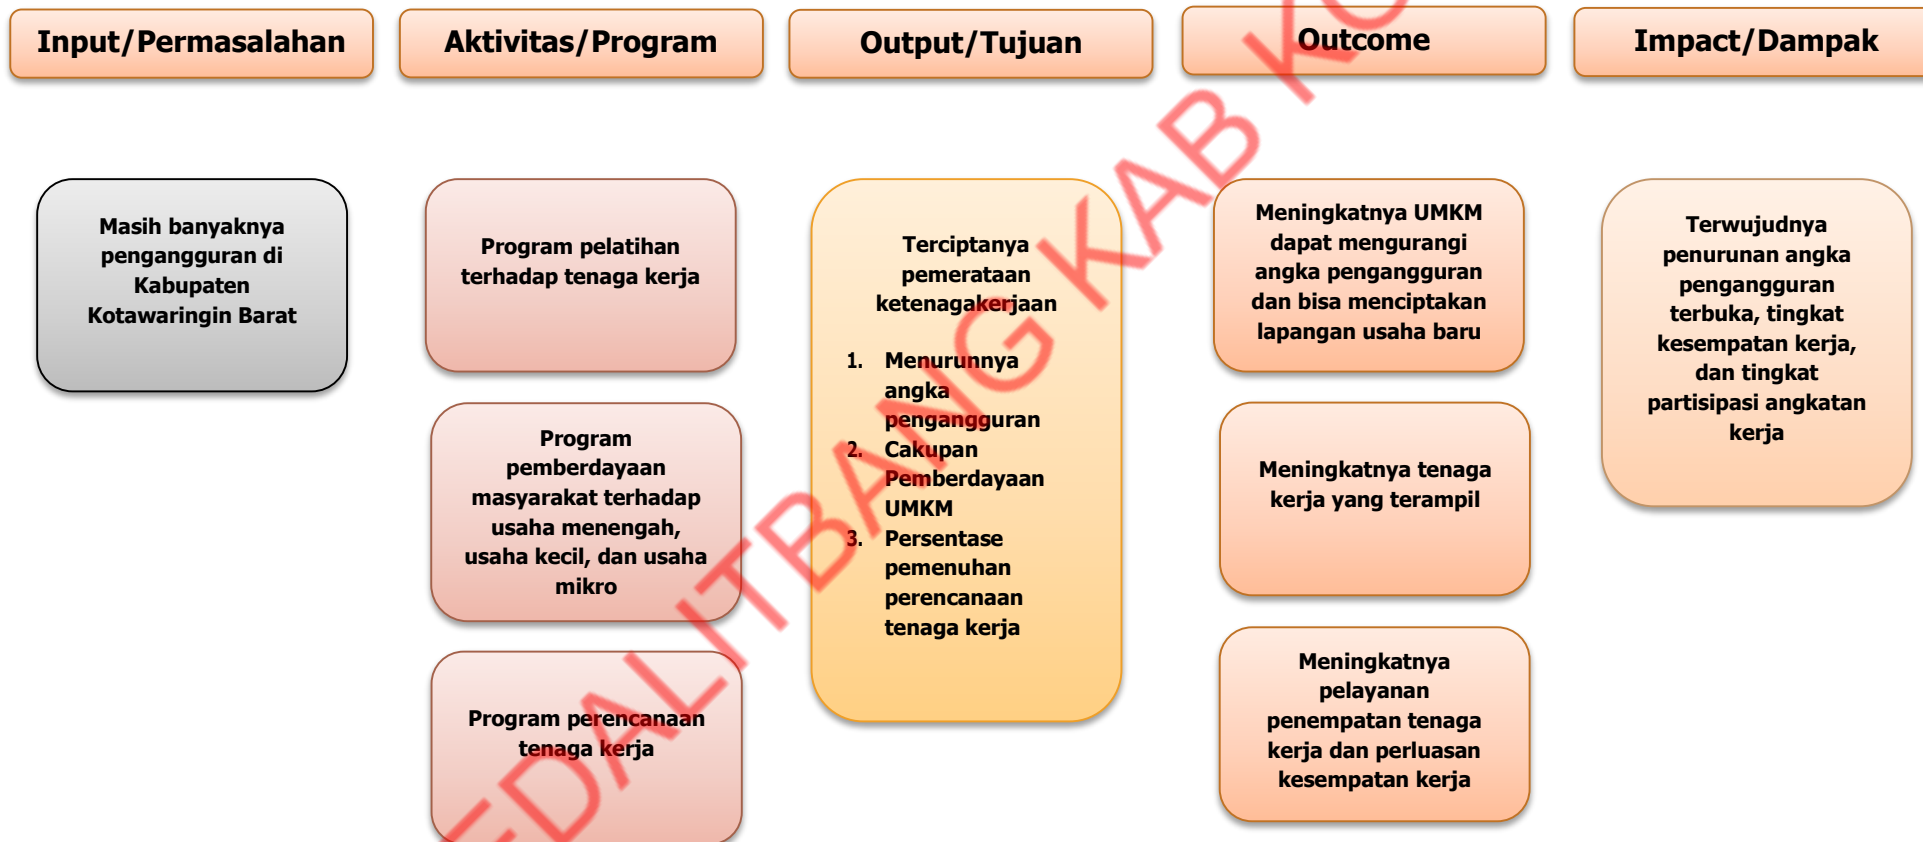 Input/Permasalahan
Aktivitas/Program
Output/Tujuan
Outcome
Impact/Dampak
Masih banyaknya
pengangguran di
Kabupaten
Kotawaringin Barat
Program pelatihan
terhadap tenaga kerja
Program
pemberdayaan
masyarakat terhadap
usaha menengah,
usaha kecil, dan usaha
mikro
Program perencanaan
tenaga kerja
Terciptanya
pemerataan
ketenagakerjaan
1. Menurunnya
angka
pengangguran
2. Cakupan
Pemberdayaan
UMKM
3. Persentase
pemenuhan
perencanaan
tenaga kerja
Meningkatnya UMKM
dapat mengurangi
angka pengangguran
dan bisa menciptakan
lapangan usaha baru
Meningkatnya tenaga
kerja yang terampil
Meningkatnya
pelayanan
penempatan tenaga
kerja dan perluasan
kesempatan kerja
Terwujudnya
penurunan angka
pengangguran
terbuka, tingkat
kesempatan kerja,
dan tingkat
partisipasi angkatan
kerja
EDALITBANG KAB KO